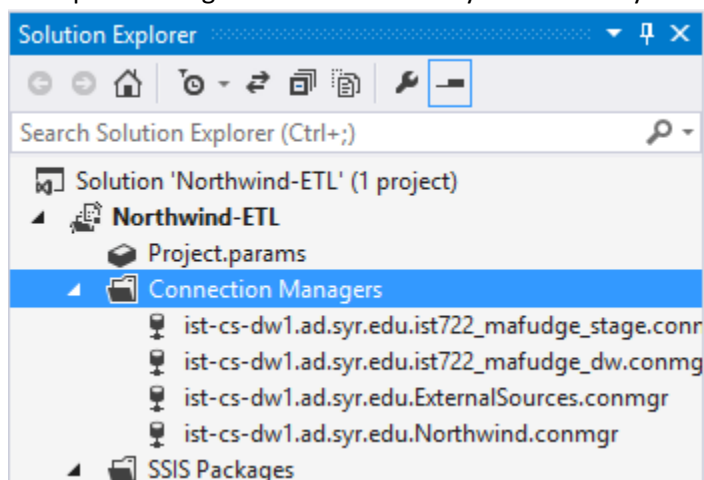 Solution Explorer
Search Solution Explorer (Ctrl+;)
Solution 'Northwind-ETL' (1 project)
Northwind-ETL
Project.params
Connection Managers
ist-cs-dw1.ad.syr.edu.ist722_mafudge_stage.conm
ist-cs-dw1.ad.syr.edu.ist722_mafudge_dw.conmg
ist-cs-dw1.ad.syr.edu.ExternalSources.conmgr
ist-cs-dw1.ad.syr.edu.Northwind.conmgr
SSIS Packages